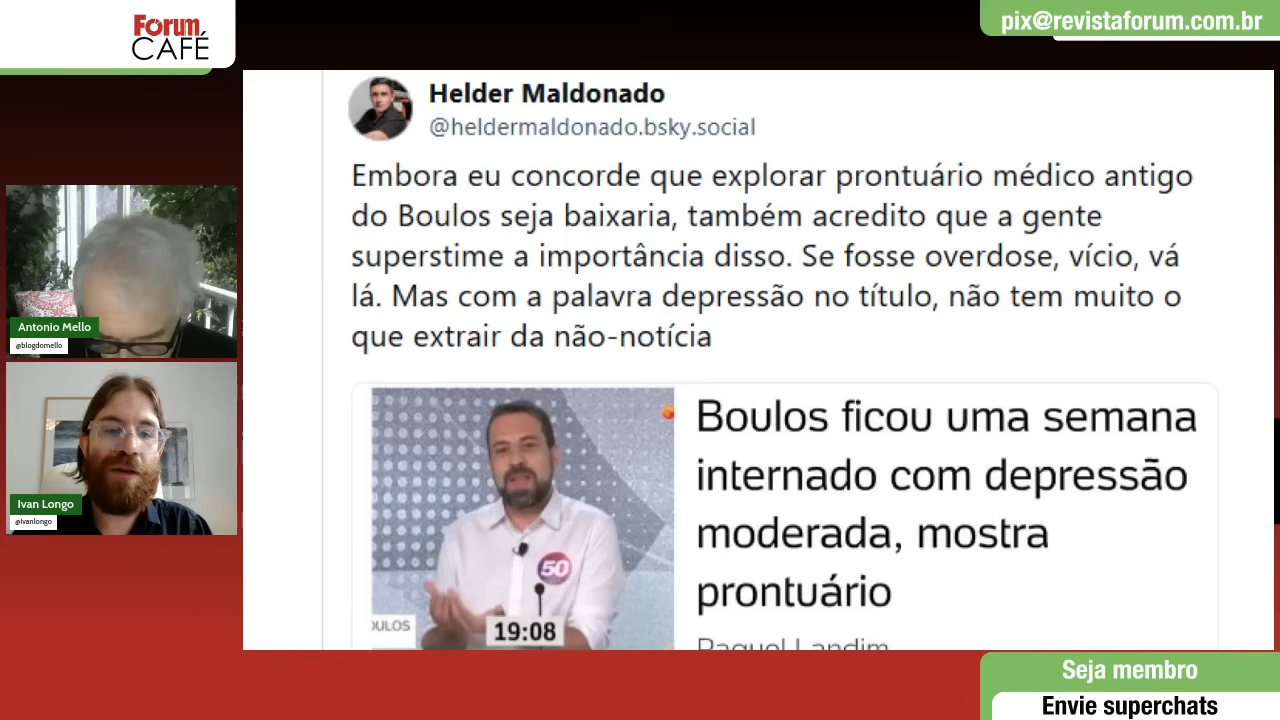 Forum
CAFÉ
pix@revistaforum.com.br
Helder Maldonado
@heldermaldonado.bsky.social
Embora eu concorde que explorar prontuário médico antigo
do Boulos seja baixaria, também acredito que a gente
superstime a importância disso. Se fosse overdose, vício, vá
lá. Mas com a palavra depressão no título, não tem muito o
que extrair da não-notícia
Antonio Mello
@blogdomello
Ivan Longo
@ivanlongo
50
OULOS
19:08
Boulos ficou uma semana
internado com depressão
moderada, mostra
prontuário
Raquel Landim
Seja membro
Envie superchats